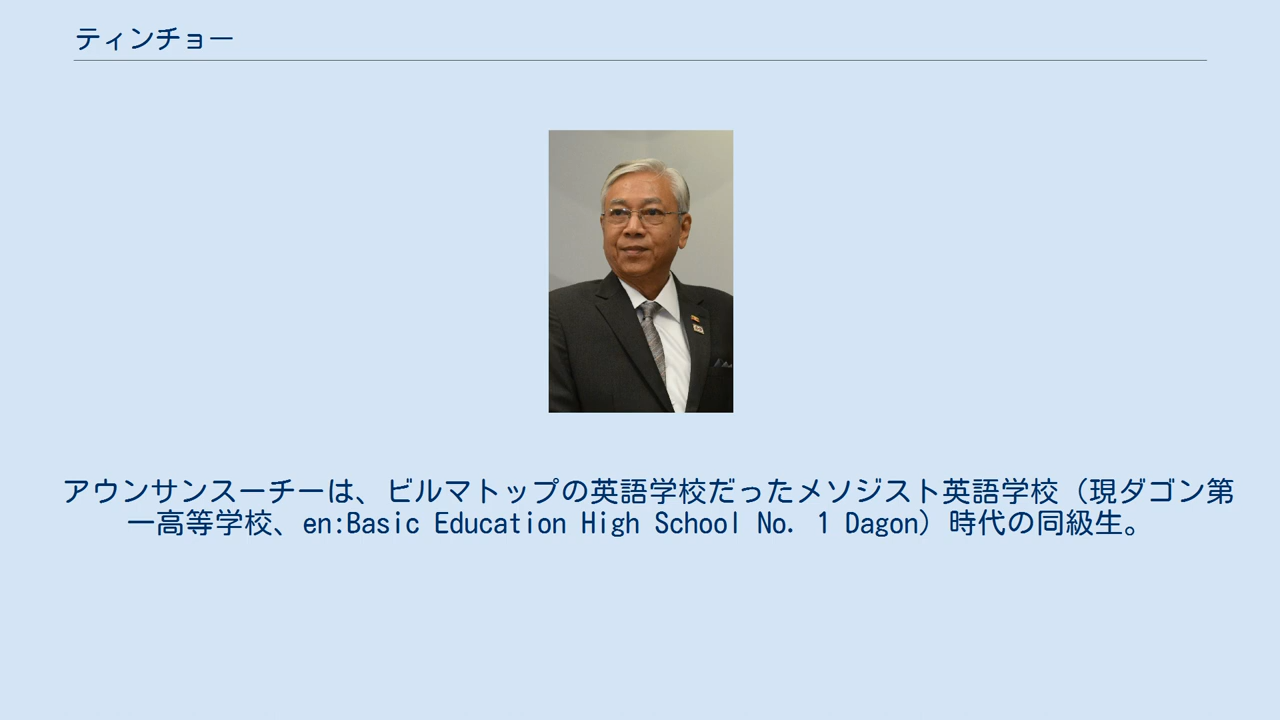 ティンチョー
アウンサンスーチーは、ビルマトップの英語学校だったメソジスト英語学校（現ダゴン第
一高等学校、en:Basic Education High School No. 1 Dagon）時代の同級生。